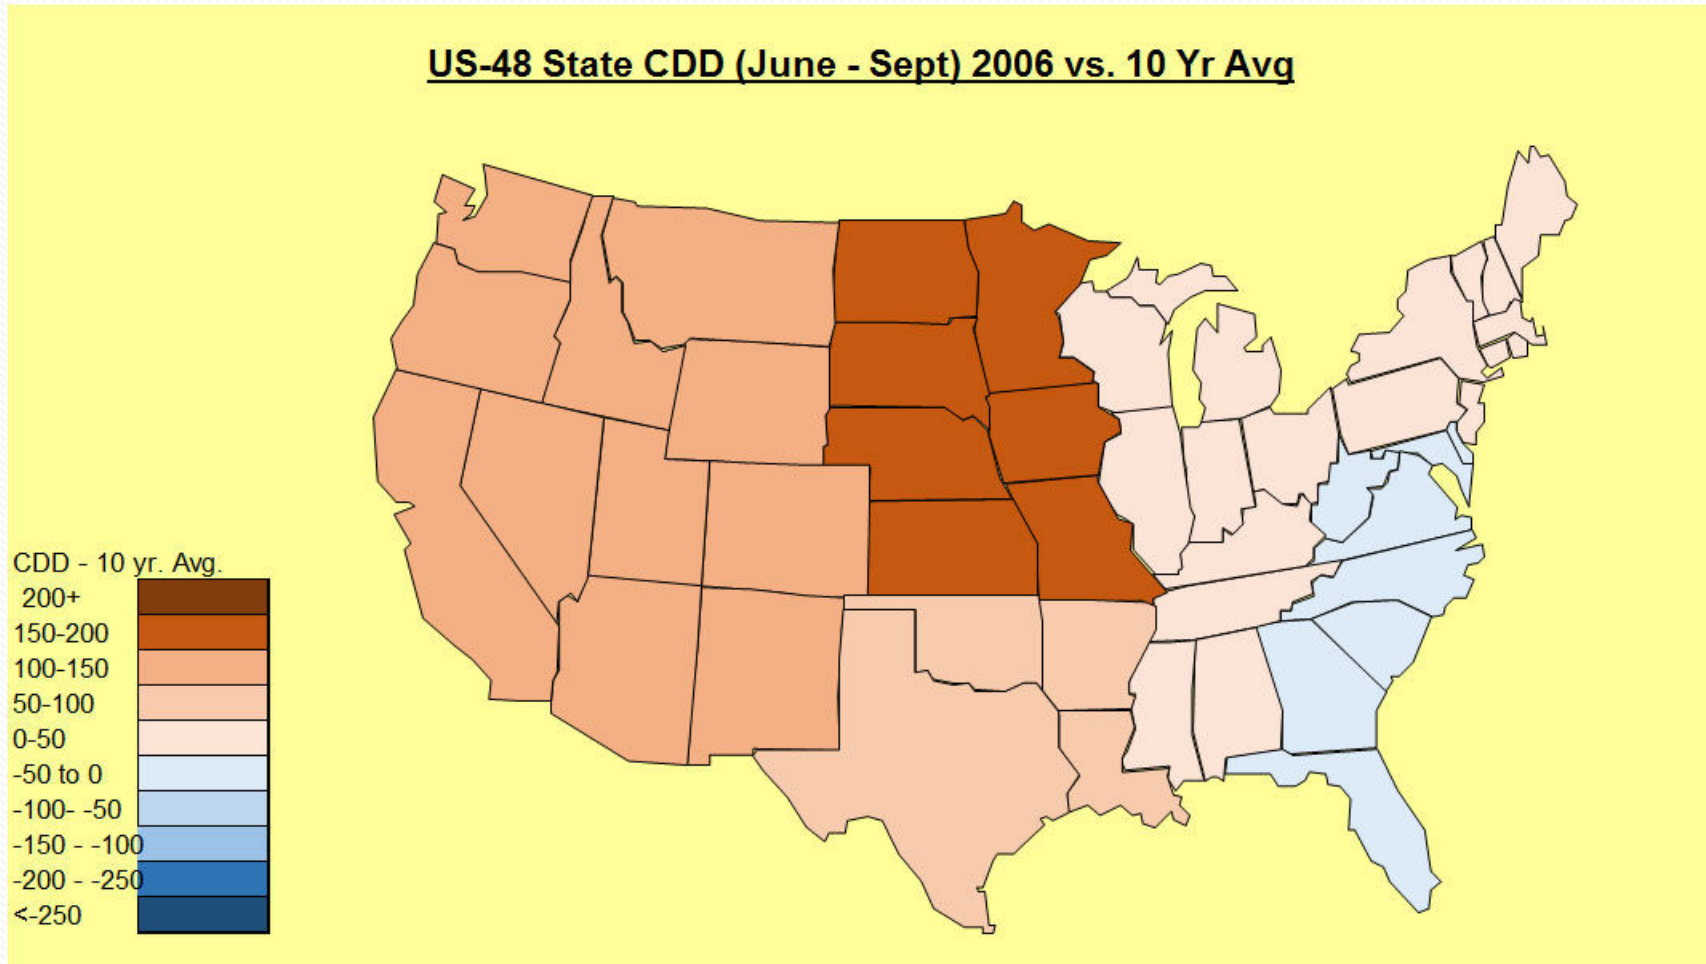 US-48 State CDD (June - Sept) 2006 vs. 10 Yr Avg
CDD - 10 yr. Avg.
200+
150-200
100-150
50-100
0-50
-50 to 0
-100- -50
-150 - -100
-200 - -250
<-250